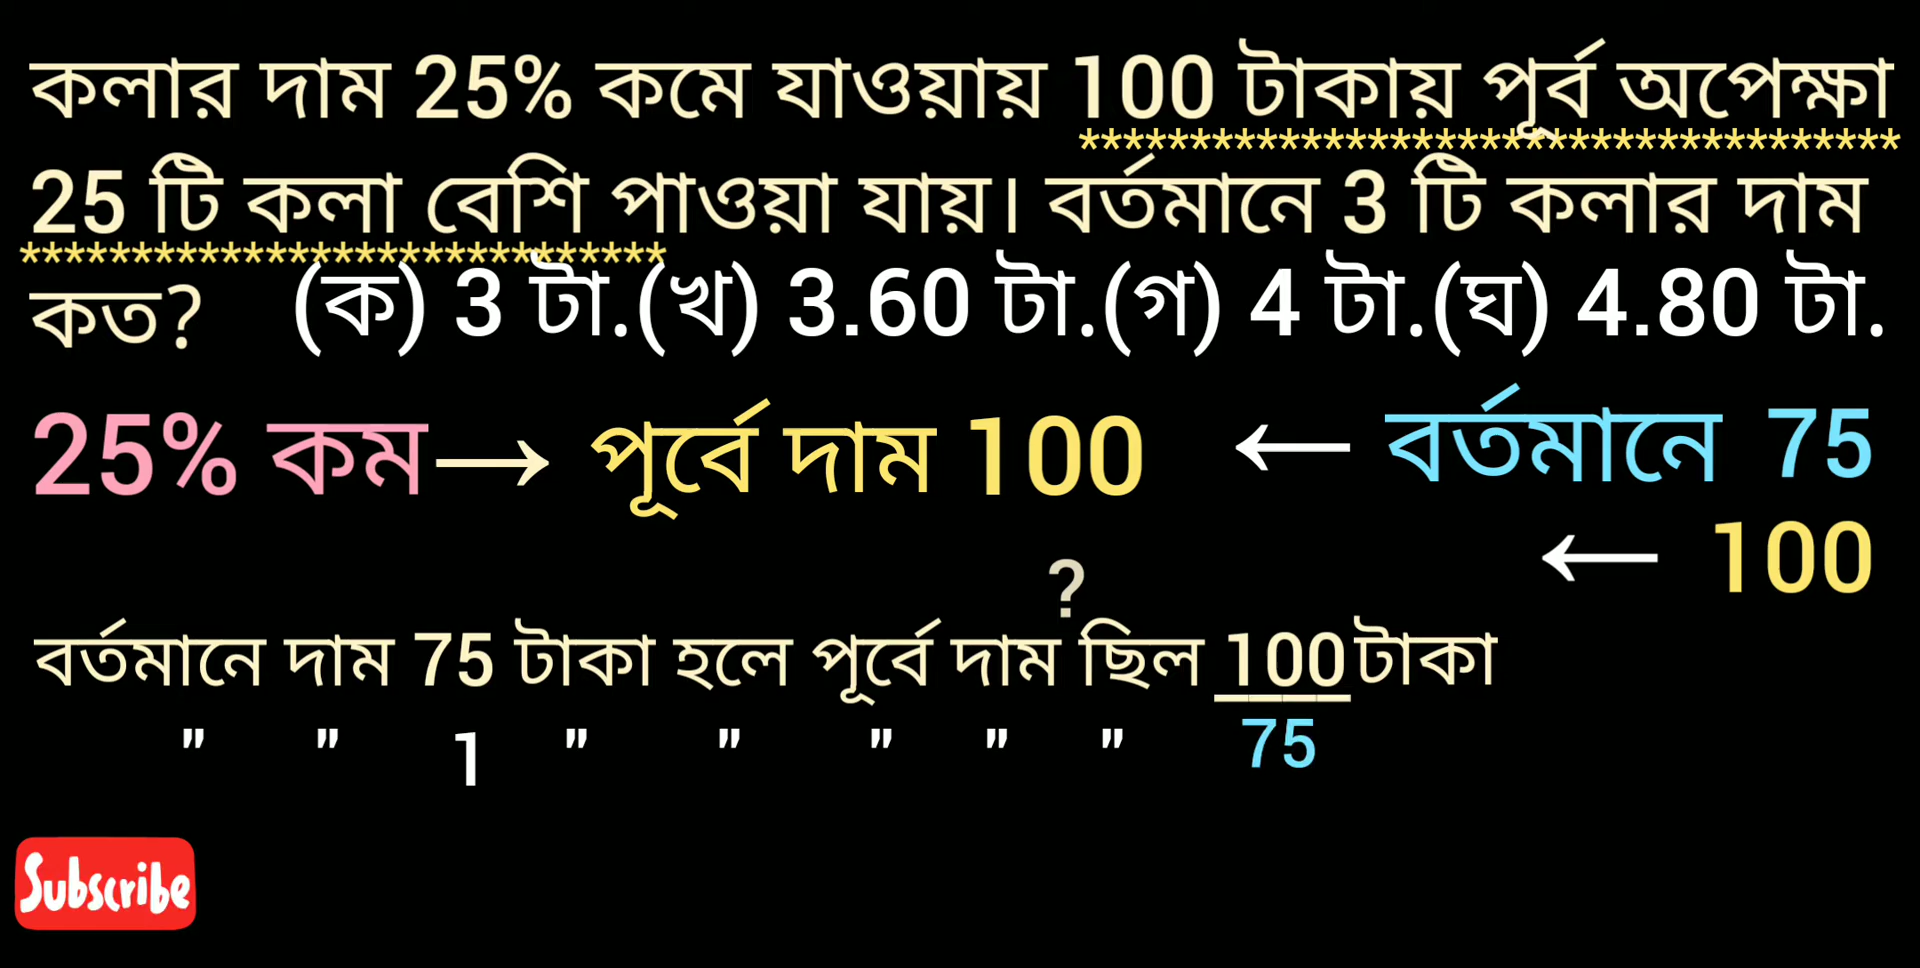 কলার দাম 25% কমে যাওয়ায় 100 টাকায় পূর্ব অপেক্ষা
*************************************
25 টি কলা বেশি পাওয়া যায়। বর্তমানে 3 টি কলার দাম
*****************************
কত? (ক) 3 টা.(খ) 3.60 টা.(গ) 4 টা.(ঘ) 4.80 টা.
25% কম→ পূর্বে দাম 100 ← বর্তমানে 75
← 100
?
বর্তমানে দাম 75 টাকা হলে পূর্বে দাম ছিল 100 টাকা
" " 1 " " " " " 75
Subscribe